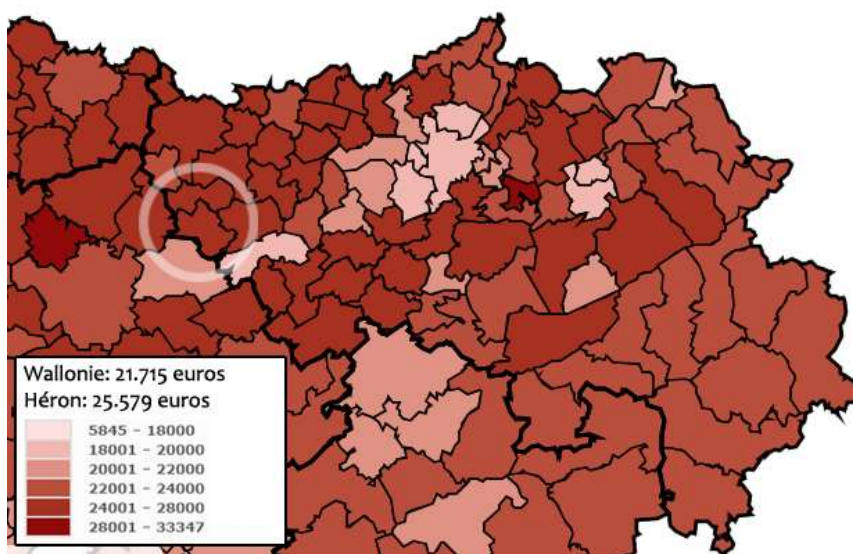 Wallonie: 21.715 euros
Héron: 25.579 euros
5845 - 18000
18001 - 20000
20001 - 22000
22001 - 24000
24001 - 28000
28001 - 33347